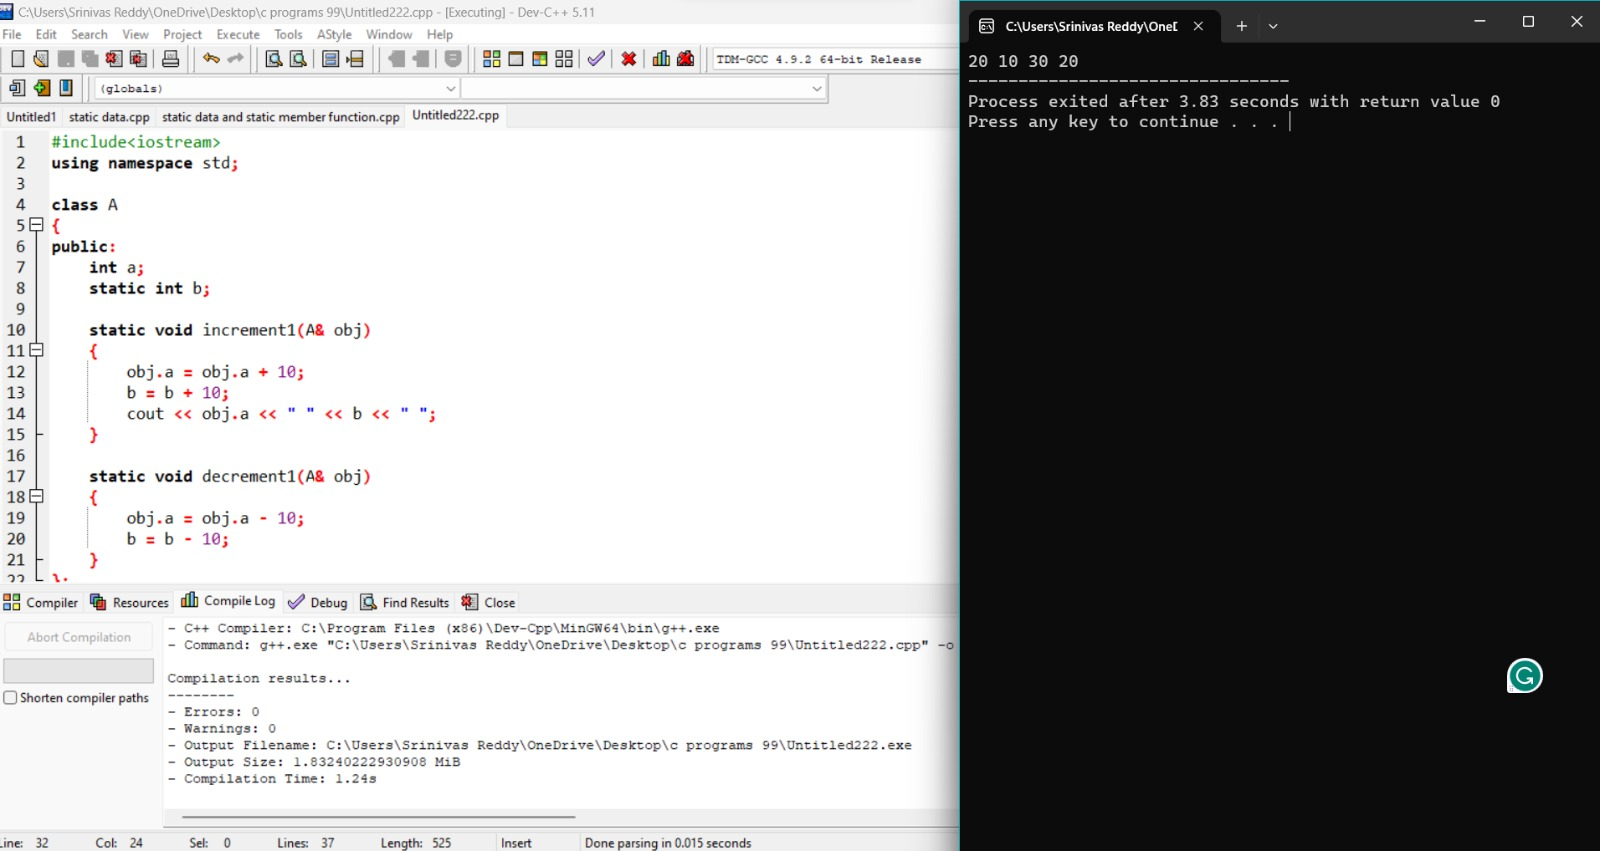 C:\Users\Srinivas Reddy\OneDrive\Desktop\c programs 99\Untitled222.cpp - [Executing] - Dev-C++ 5.11
File Edit Search View Project Execute Tools AStyle Window Help
TDM-GCC 4.9.2 64-bit Release
(globals)
Untitled1 static data.cpp static data and static member function.cpp Untitled222.cpp
1 #include<iostream>
2 using namespace std;
3
4 class A
5 {
6 public:
7 int a;
8 static int b;
9
10 static void increment1(A& obj)
11 {
12 obj.a = obj.a + 10;
13 b = b + 10;
14 cout << obj.a << " " << b << " ";
15 }
16
17 static void decrement1(A& obj)
18 {
19 obj.a = obj.a - 10;
20 b = b - 10;
21 }
22 };
Compiler Resources Compile Log Debug Find Results Close
Abort Compilation
Shorten compiler paths
- C++ Compiler: C:\Program Files (x86)\Dev-Cpp\MinGW64\bin\g++.exe
- Command: g++.exe "C:\Users\Srinivas Reddy\OneDrive\Desktop\c programs 99\Untitled222.cpp" -o
Compilation results...
--------
- Errors: 0
- Warnings: 0
- Output Filename: C:\Users\Srinivas Reddy\OneDrive\Desktop\c programs 99\Untitled222.exe
- Output Size: 1.83240222930908 MiB
- Compilation Time: 1.24s
Line: 32 Col: 24 Sel: 0 Lines: 37 Length: 525 Insert Done parsing in 0.015 seconds
C:\Users\Srinivas Reddy\OneD
20 10 30 20
--------------------------------
Process exited after 3.83 seconds with return value 0
Press any key to continue . . .